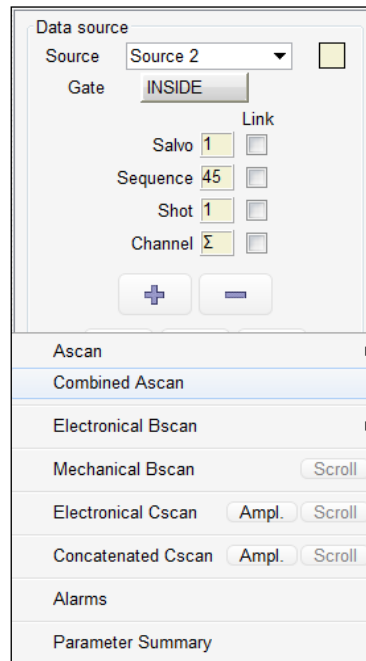 Data source
Source Source 2
Gate INSIDE
Link
Salvo 1
Sequence 45
Shot 1
Channel Σ
Ascan
Combined Ascan
Electronical Bscan
Mechanical Bscan Scroll
Electronical Cscan Ampl. Scroll
Concatenated Cscan Ampl. Scroll
Alarms
Parameter Summary